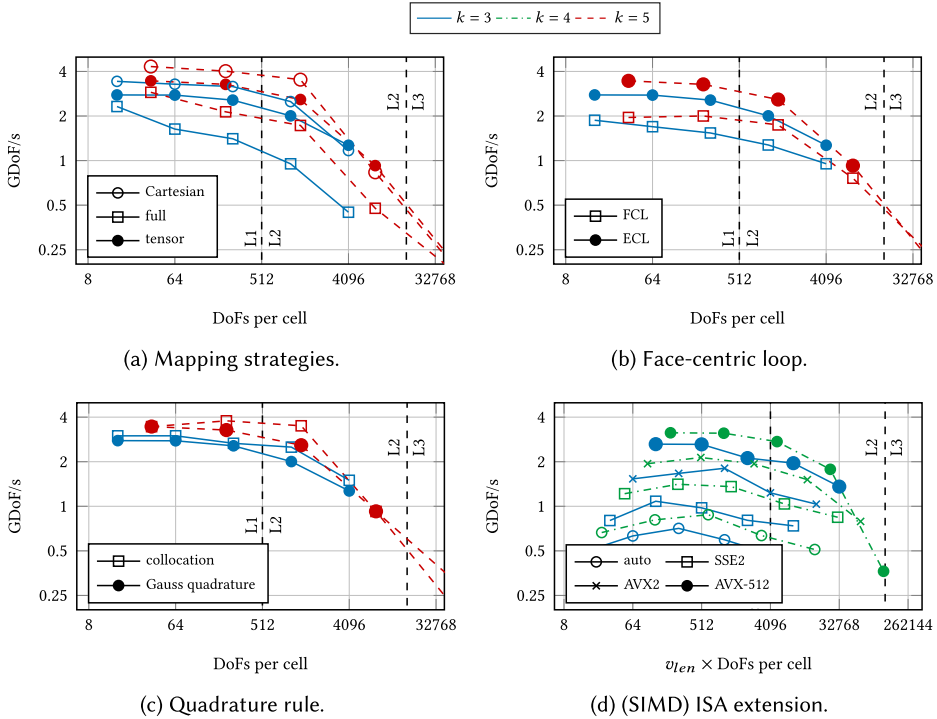 k = 3 k = 4 k = 5
GDoF/s
4
2
1
0.5
0.25
L2
L3
L1
L2
Cartesian
full
tensor
8 64 512 4096 32768
DoFs per cell
(a) Mapping strategies.
GDoF/s
4
2
1
0.5
0.25
L2
L3
L1
L2
FCL
ECL
8 64 512 4096 32768
DoFs per cell
(b) Face-centric loop.
GDoF/s
4
2
1
0.5
0.25
L2
L3
L1
L2
collocation
Gauss quadrature
8 64 512 4096 32768
DoFs per cell
(c) Quadrature rule.
GDoF/s
4
2
1
0.5
0.25
L2
L3
auto SSE2
AVX2 AVX-512
8 64 512 4096 32768 262144
vlen × DoFs per cell
(d) (SIMD) ISA extension.